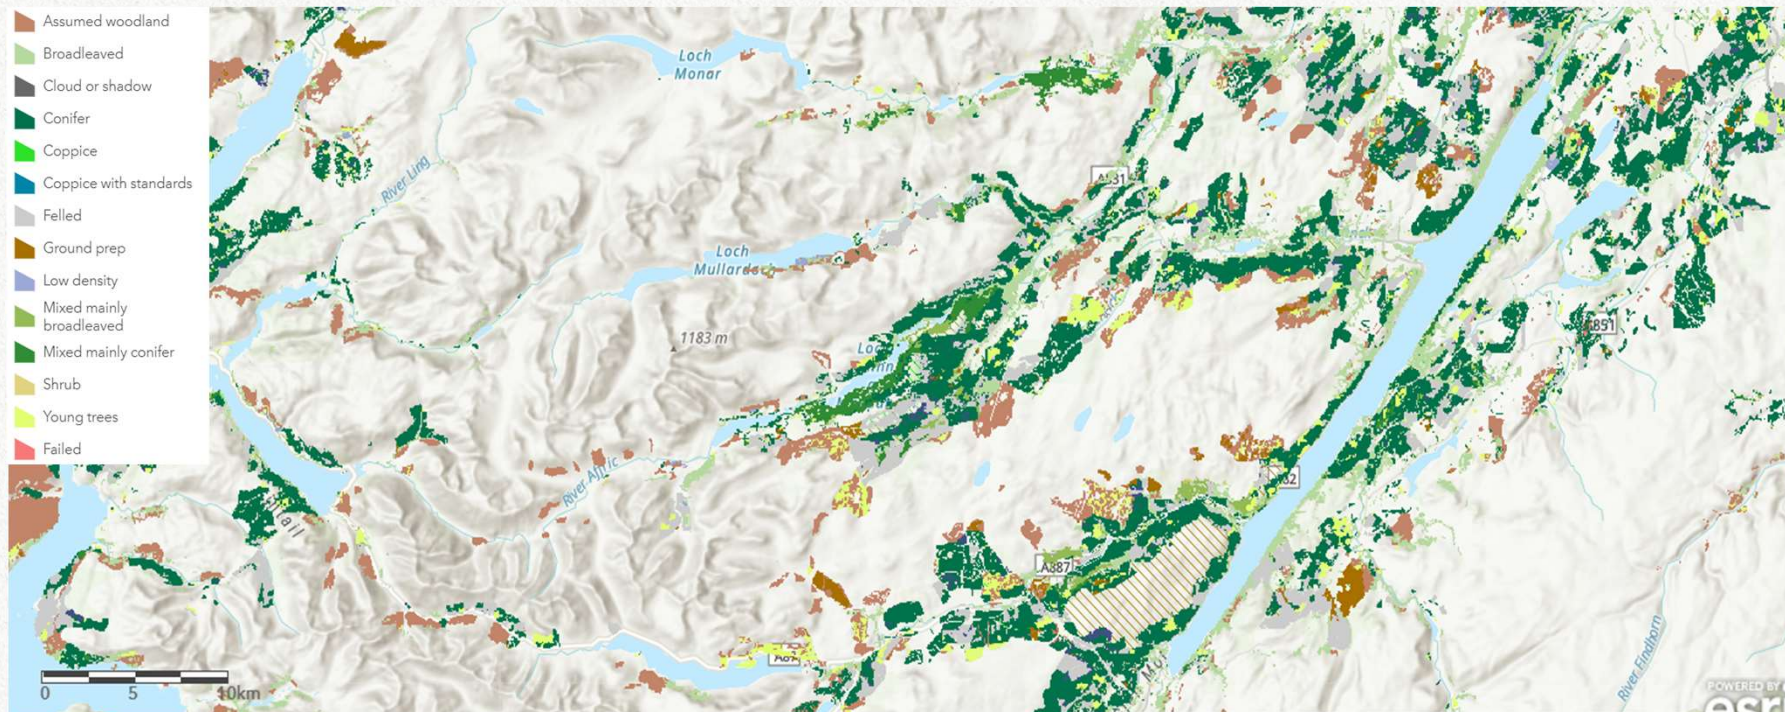 Assumed woodland
Broadleaved
Cloud or shadow
Conifer
Coppice
Coppice with standards
Felled
Ground prep
Low density
Mixed mainly
broadleaved
Mixed mainly conifer
Shrub
Young trees
Failed
Loch
Monar
River Ling
Loch
Mullardoch
1183 m
River Affric
A887
B851
River Findhorn
0 5 10km
POWERED BY
esri